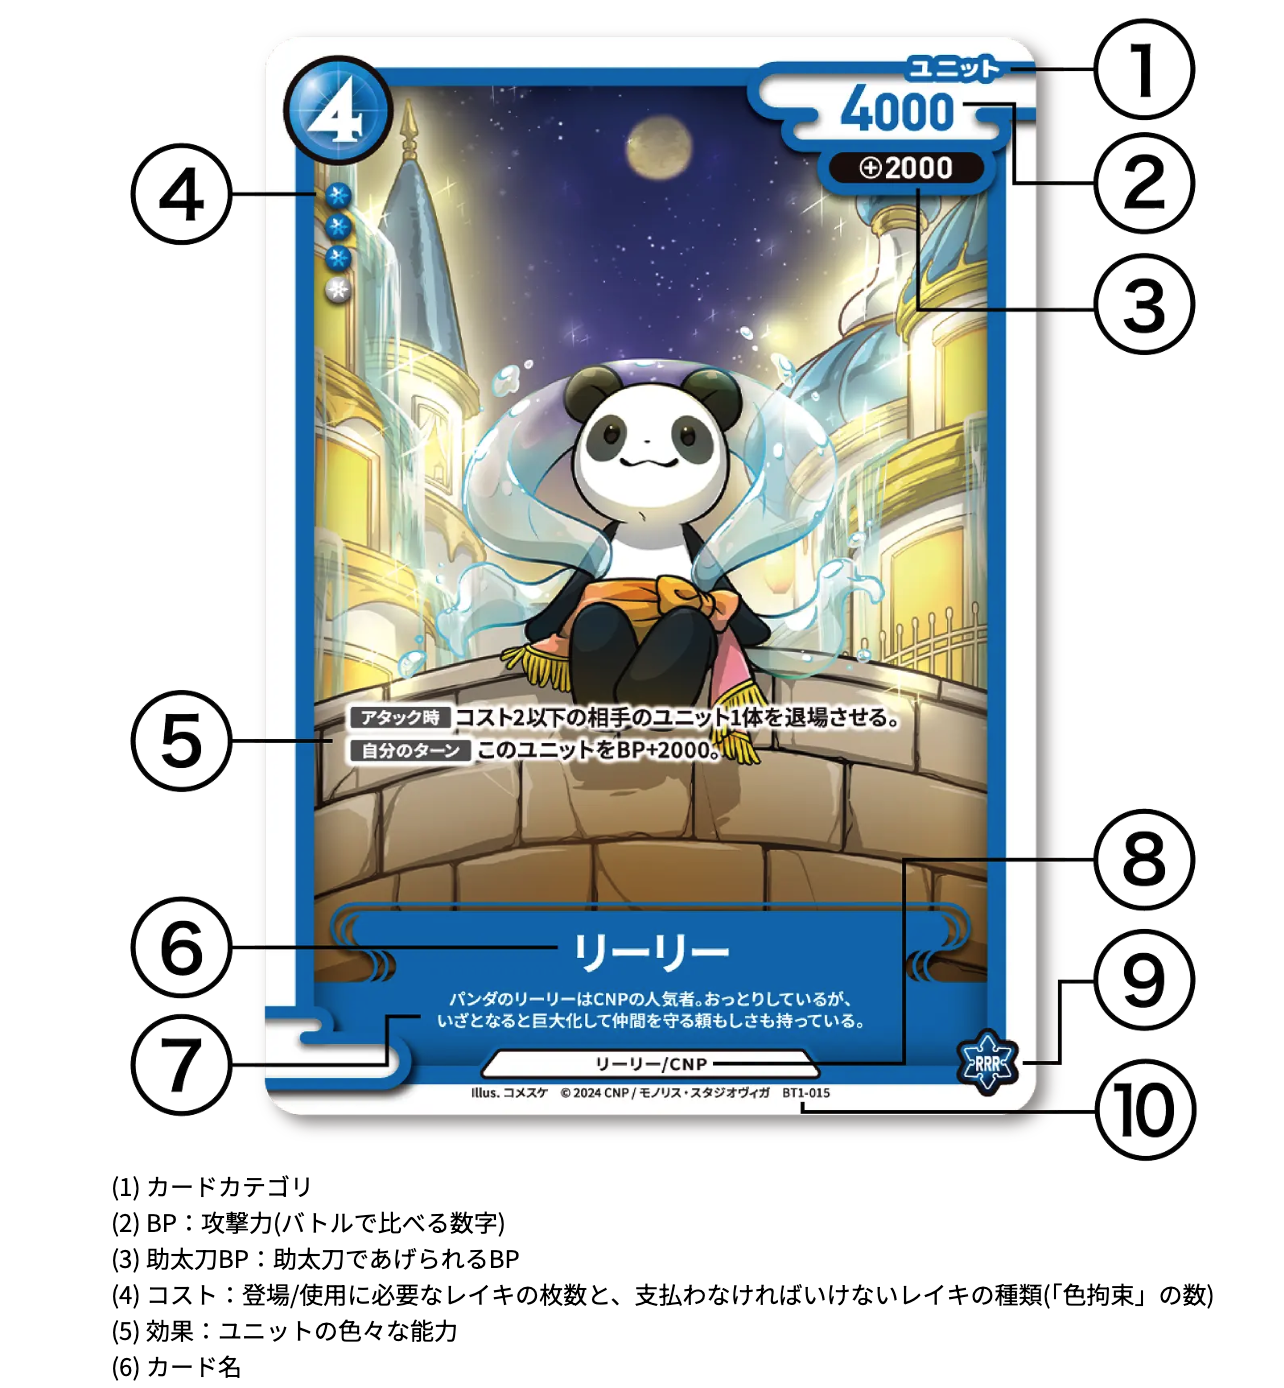 ユニット
①
4
4000
②
⊕2000
④
③
アタック時 コスト2以下の相手のユニット1体を退場させる。
⑤
自分のターン このユニットをBP+2000。
⑧
⑥
リーリー
⑨
パンダのリーリーはCNPの人気者。おっとりしているが、
いざとなると巨大化して仲間を守る頼もしさも持っている。
⑦
リーリー/CNP
RRR
Illus. コメスケ ©2024 CNP / モノリス・スタジオヴィガ BT1-015
⑩
(1) カードカテゴリ
(2) BP：攻撃力(バトルで比べる数字)
(3) 助太刀BP：助太刀であげられるBP
(4) コスト：登場/使用に必要なレイキの枚数と、支払わなければいけないレイキの種類(「色拘束」の数)
(5) 効果：ユニットの色々な能力
(6) カード名